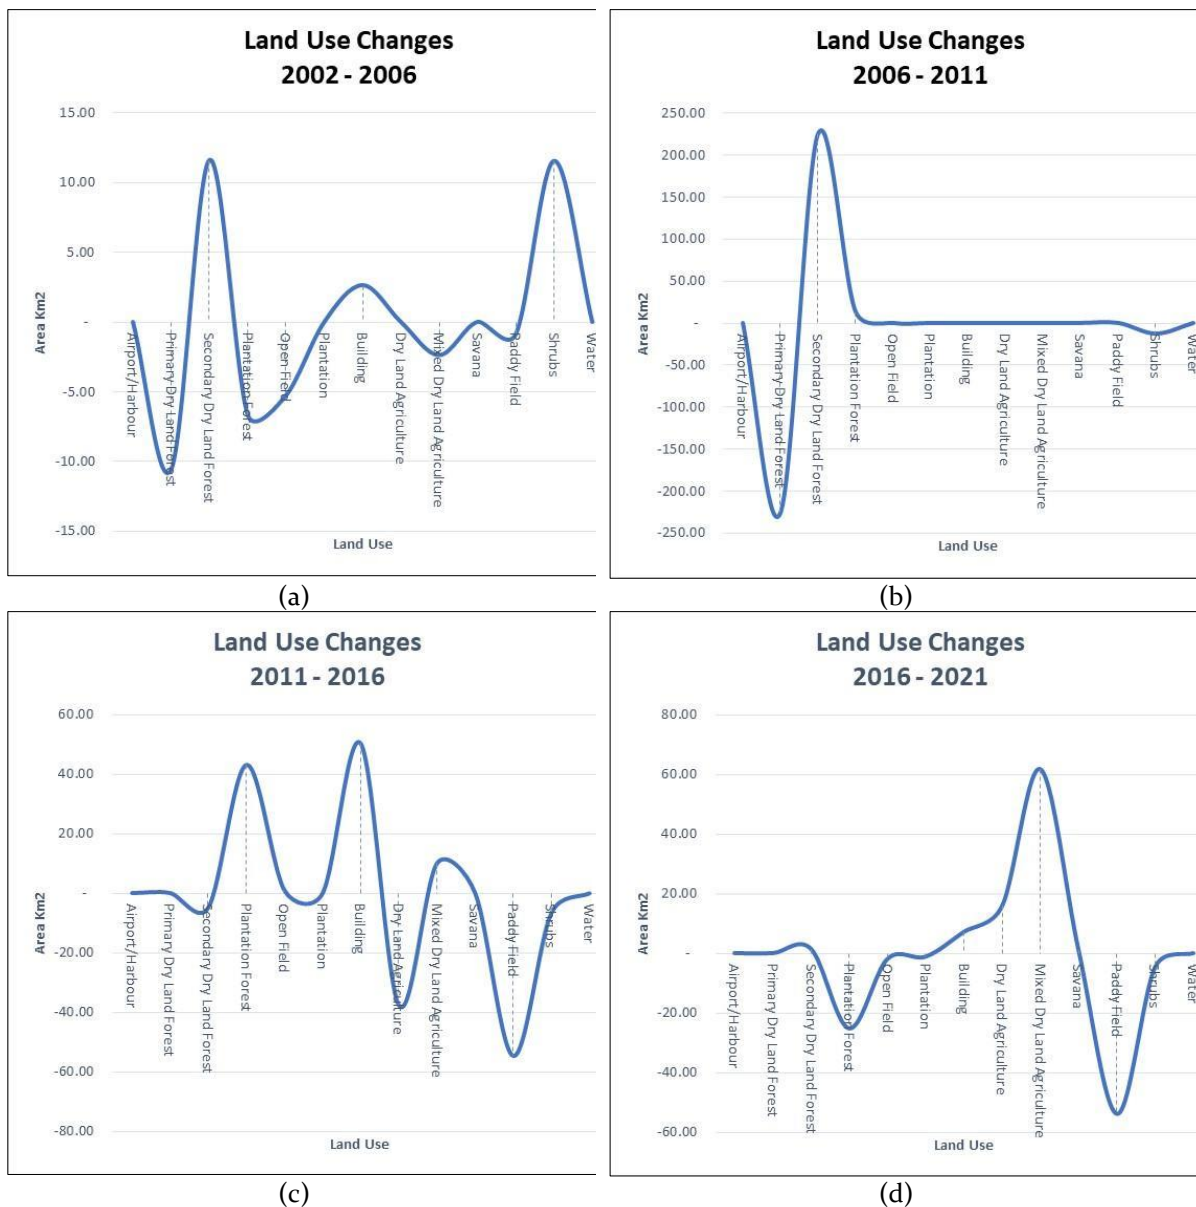 Land Use Changes
2002 - 2006
Area Km2
15.00
10.00
5.00
-
-5.00
-10.00
-15.00
Airport/Harbour
Primary Dry Land Forest
Secondary Dry Land Forest
Plantation Forest
Open Field
Plantation
Building
Dry Land Agriculture
Mixed Dry Land Agriculture
Savana
Paddy Field
Shrubs
Water
Land Use
(a)
Land Use Changes
2006 - 2011
Area Km2
250.00
200.00
150.00
100.00
50.00
-
-50.00
-100.00
-150.00
-200.00
-250.00
Airport/Harbour
Primary Dry Land Forest
Secondary Dry Land Forest
Plantation Forest
Open Field
Plantation
Building
Dry Land Agriculture
Mixed Dry Land Agriculture
Savana
Paddy Field
Shrubs
Water
Land Use
(b)
Land Use Changes
2011 - 2016
Area Km2
60.00
40.00
20.00
-
-20.00
-40.00
-60.00
-80.00
Airport/Harbour
Primary Dry Land Forest
Secondary Dry Land Forest
Plantation Forest
Open Field
Plantation
Building
Dry Land Agriculture
Mixed Dry Land Agriculture
Savana
Paddy Field
Shrubs
Water
Land Use
(c)
Land Use Changes
2016 - 2021
Area Km2
80.00
60.00
40.00
20.00
-
-20.00
-40.00
-60.00
Airport/Harbour
Primary Dry Land Forest
Secondary Dry Land Forest
Plantation Forest
Open Field
Plantation
Building
Dry Land Agriculture
Mixed Dry Land Agriculture
Savana
Paddy Field
Shrubs
Water
Land Use
(d)